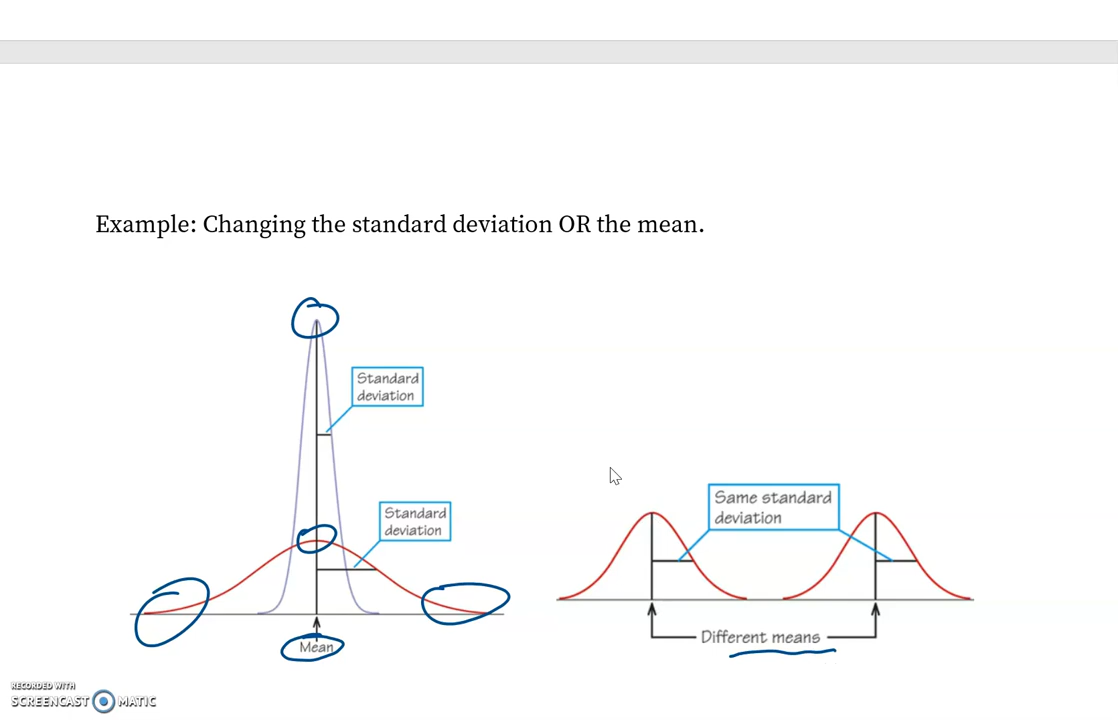 Example: Changing the standard deviation OR the mean.
Standard
deviation
Standard
deviation
Mean
Same standard
deviation
Different means
RECORDED WITH
SCREENCAST MATIC